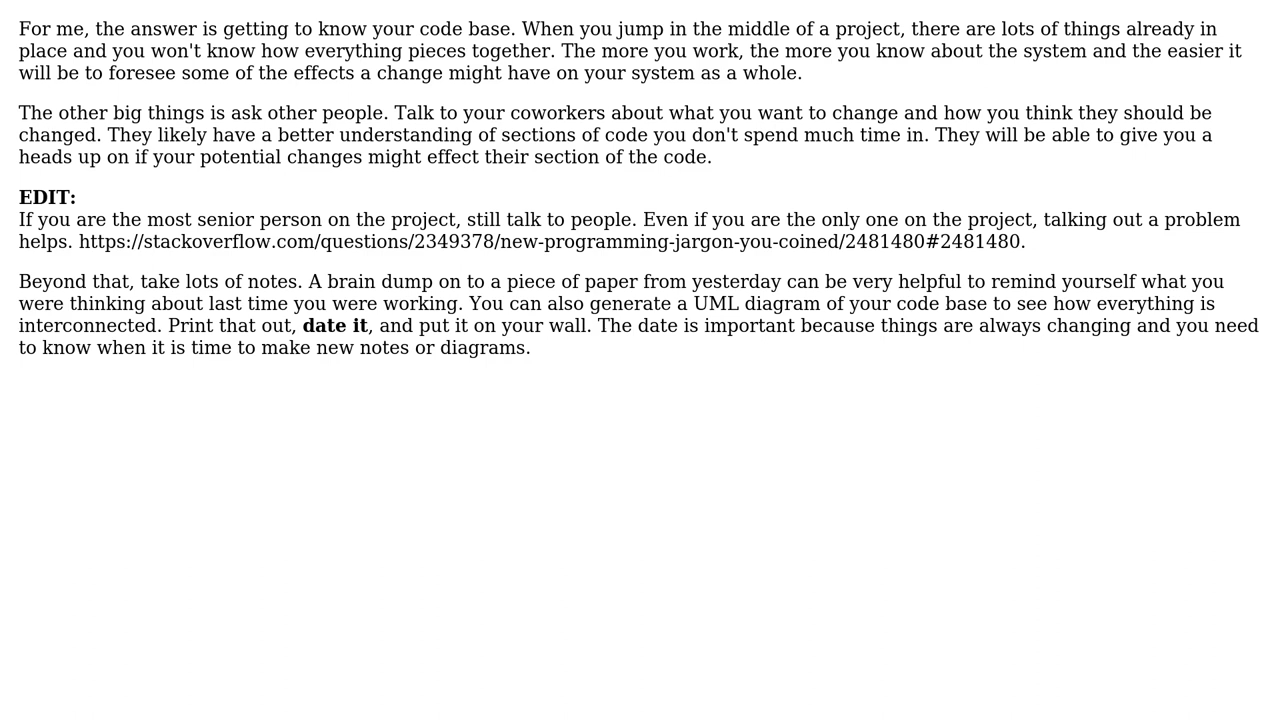 For me, the answer is getting to know your code base. When you jump in the middle of a project, there are lots of things already in
place and you won't know how everything pieces together. The more you work, the more you know about the system and the easier it
will be to foresee some of the effects a change might have on your system as a whole.
The other big things is ask other people. Talk to your coworkers about what you want to change and how you think they should be
changed. They likely have a better understanding of sections of code you don't spend much time in. They will be able to give you a
heads up on if your potential changes might effect their section of the code.
EDIT:
If you are the most senior person on the project, still talk to people. Even if you are the only one on the project, talking out a problem
helps. https://stackoverflow.com/questions/2349378/new-programming-jargon-you-coined/2481480#2481480.
Beyond that, take lots of notes. A brain dump on to a piece of paper from yesterday can be very helpful to remind yourself what you
were thinking about last time you were working. You can also generate a UML diagram of your code base to see how everything is
interconnected. Print that out, date it, and put it on your wall. The date is important because things are always changing and you need
to know when it is time to make new notes or diagrams.